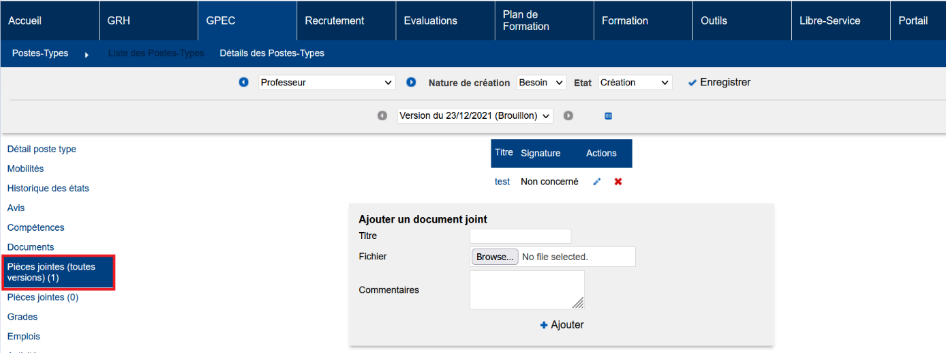 Accueil GRH GPEC Recrutement Evaluations Plan de Formation Formation Outils Libre-Service Portail
Postes-Types Liste des Postes-Types Détails des Postes-Types
Professeur Nature de création Besoin Etat Création Enregistrer
Version du 23/12/2021 (Brouillon)
Détail poste type
Mobilités
Historique des états
Avis
Compétences
Documents
Pièces jointes (toutes
versions) (1)
Pièces jointes (0)
Grades
Emplois
Titre Signature Actions
test Non concerné
Ajouter un document joint
Titre
Fichier Browse... No file selected.
Commentaires
Ajouter